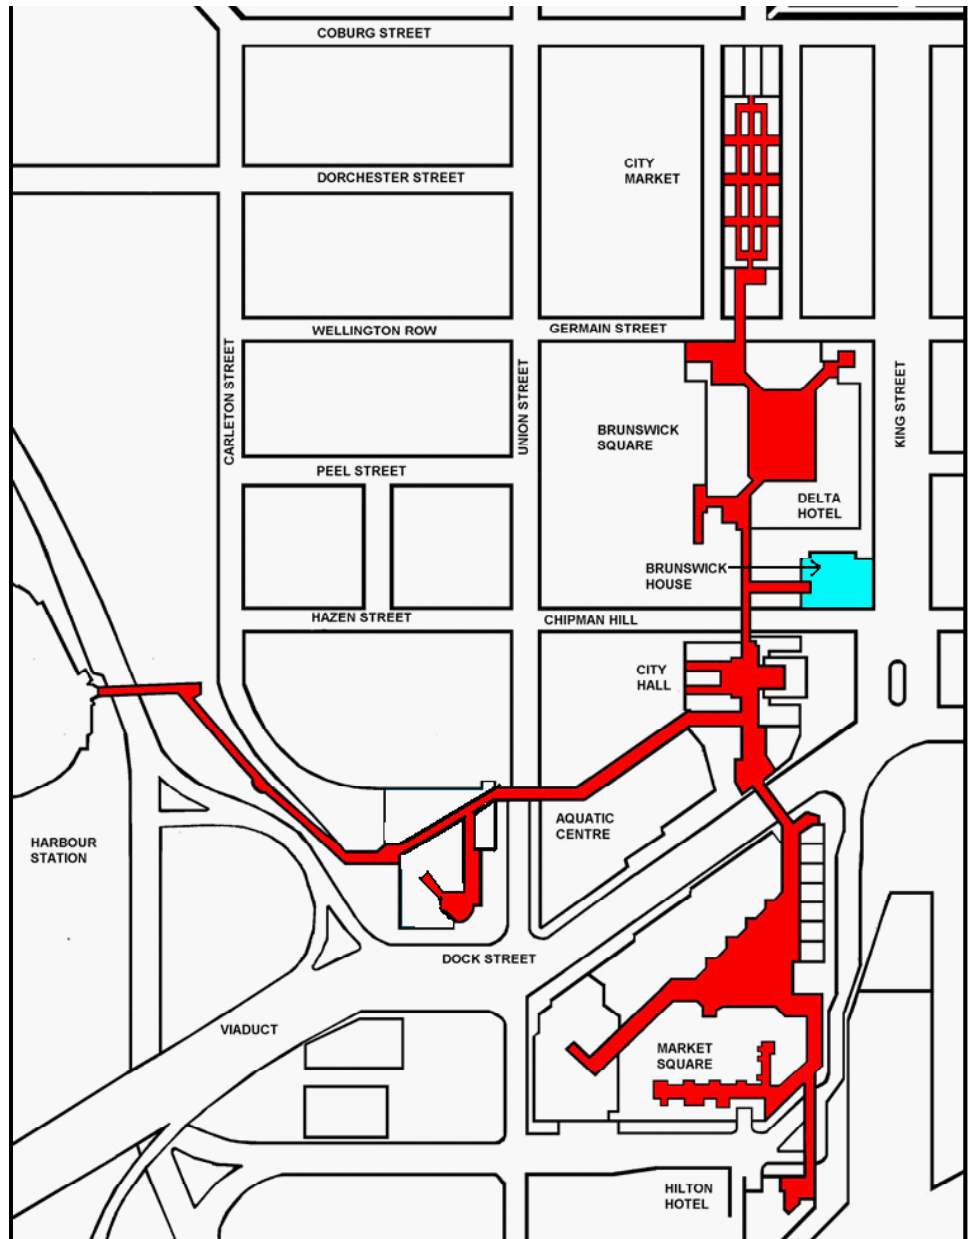 COBURG STREET
CITY
MARKET
DORCHESTER STREET
WELLINGTON ROW
GERMAIN STREET
CARLETON STREET
UNION STREET
KING STREET
BRUNSWICK
SQUARE
PEEL STREET
DELTA
HOTEL
BRUNSWICK
HOUSE
HAZEN STREET
CHIPMAN HILL
CITY
HALL
AQUATIC
CENTRE
HARBOUR
STATION
DOCK STREET
VIADUCT
MARKET
SQUARE
HILTON
HOTEL